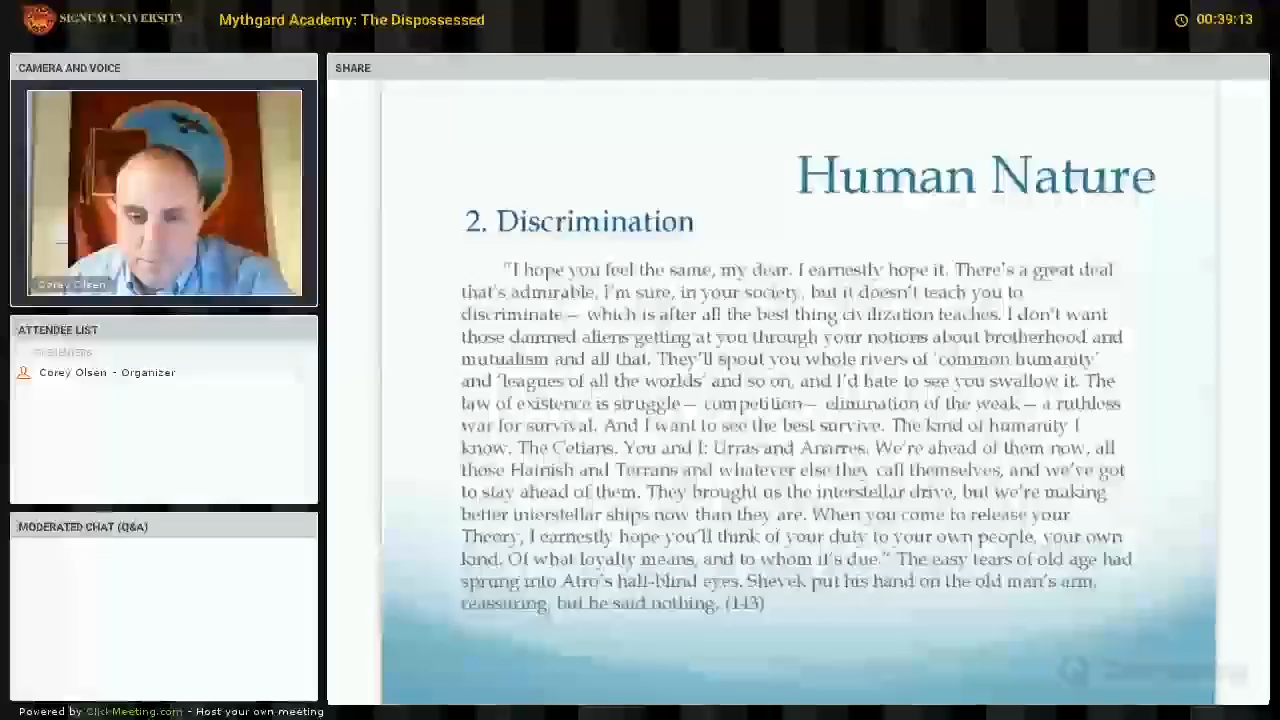 SIGNUM UNIVERSITY
Mythgard Academy: The Dispossessed
00:39:13
CAMERA AND VOICE
Corey Olsen
ATTENDEE LIST
Corey Olsen - Organizer
MODERATED CHAT (Q&A)
SHARE
Human Nature
2. Discrimination
"I hope you feel the same, my dear. I earnestly hope it. There's a great deal
that's admirable, I'm sure, in your society, but it doesn't teach you to
discriminate – which is after all the best thing civilization teaches. I don't want
those damned aliens getting at you through your notions about brotherhood and
mutualism and all that. They'll spout you whole rivers of 'common humanity'
and 'leagues of all the worlds' and so on, and I'd hate to see you swallow it. The
law of existence is struggle – competition – elimination of the weak – a ruthless
war for survival. And I want to see the best survive. The kind of humanity I
know. The Cetians. You and I: Urras and Anarres. We're ahead of them now, all
those Hainish and Terrans and whatever else they call themselves, and we've got
to stay ahead of them. They brought us the interstellar drive, but we're making
better interstellar ships now than they are. When you come to release your
Theory, I earnestly hope you'll think of your duty to your own people, your own
kind. Of what loyalty means, and to whom it's due." The easy tears of old age had
sprung into Atro's half-blind eyes. Shevek put his hand on the old man's arm,
reassuring, but he said nothing. (143)
Powered by ClickMeeting.com - Host your own meeting